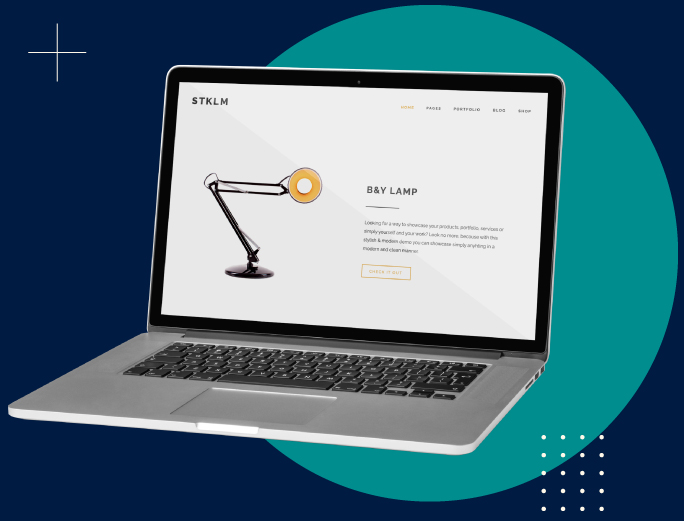 STKLM
HOME PAGES PORTFOLIO BLOG SHOP
B&Y LAMP
Looking for a way to showcase your products, portfolio, services or
simply yourself and your work? Look no more, because with this
stylish & modern demo you can showcase simply anything in a
modern and clean manner.
CHECK IT OUT